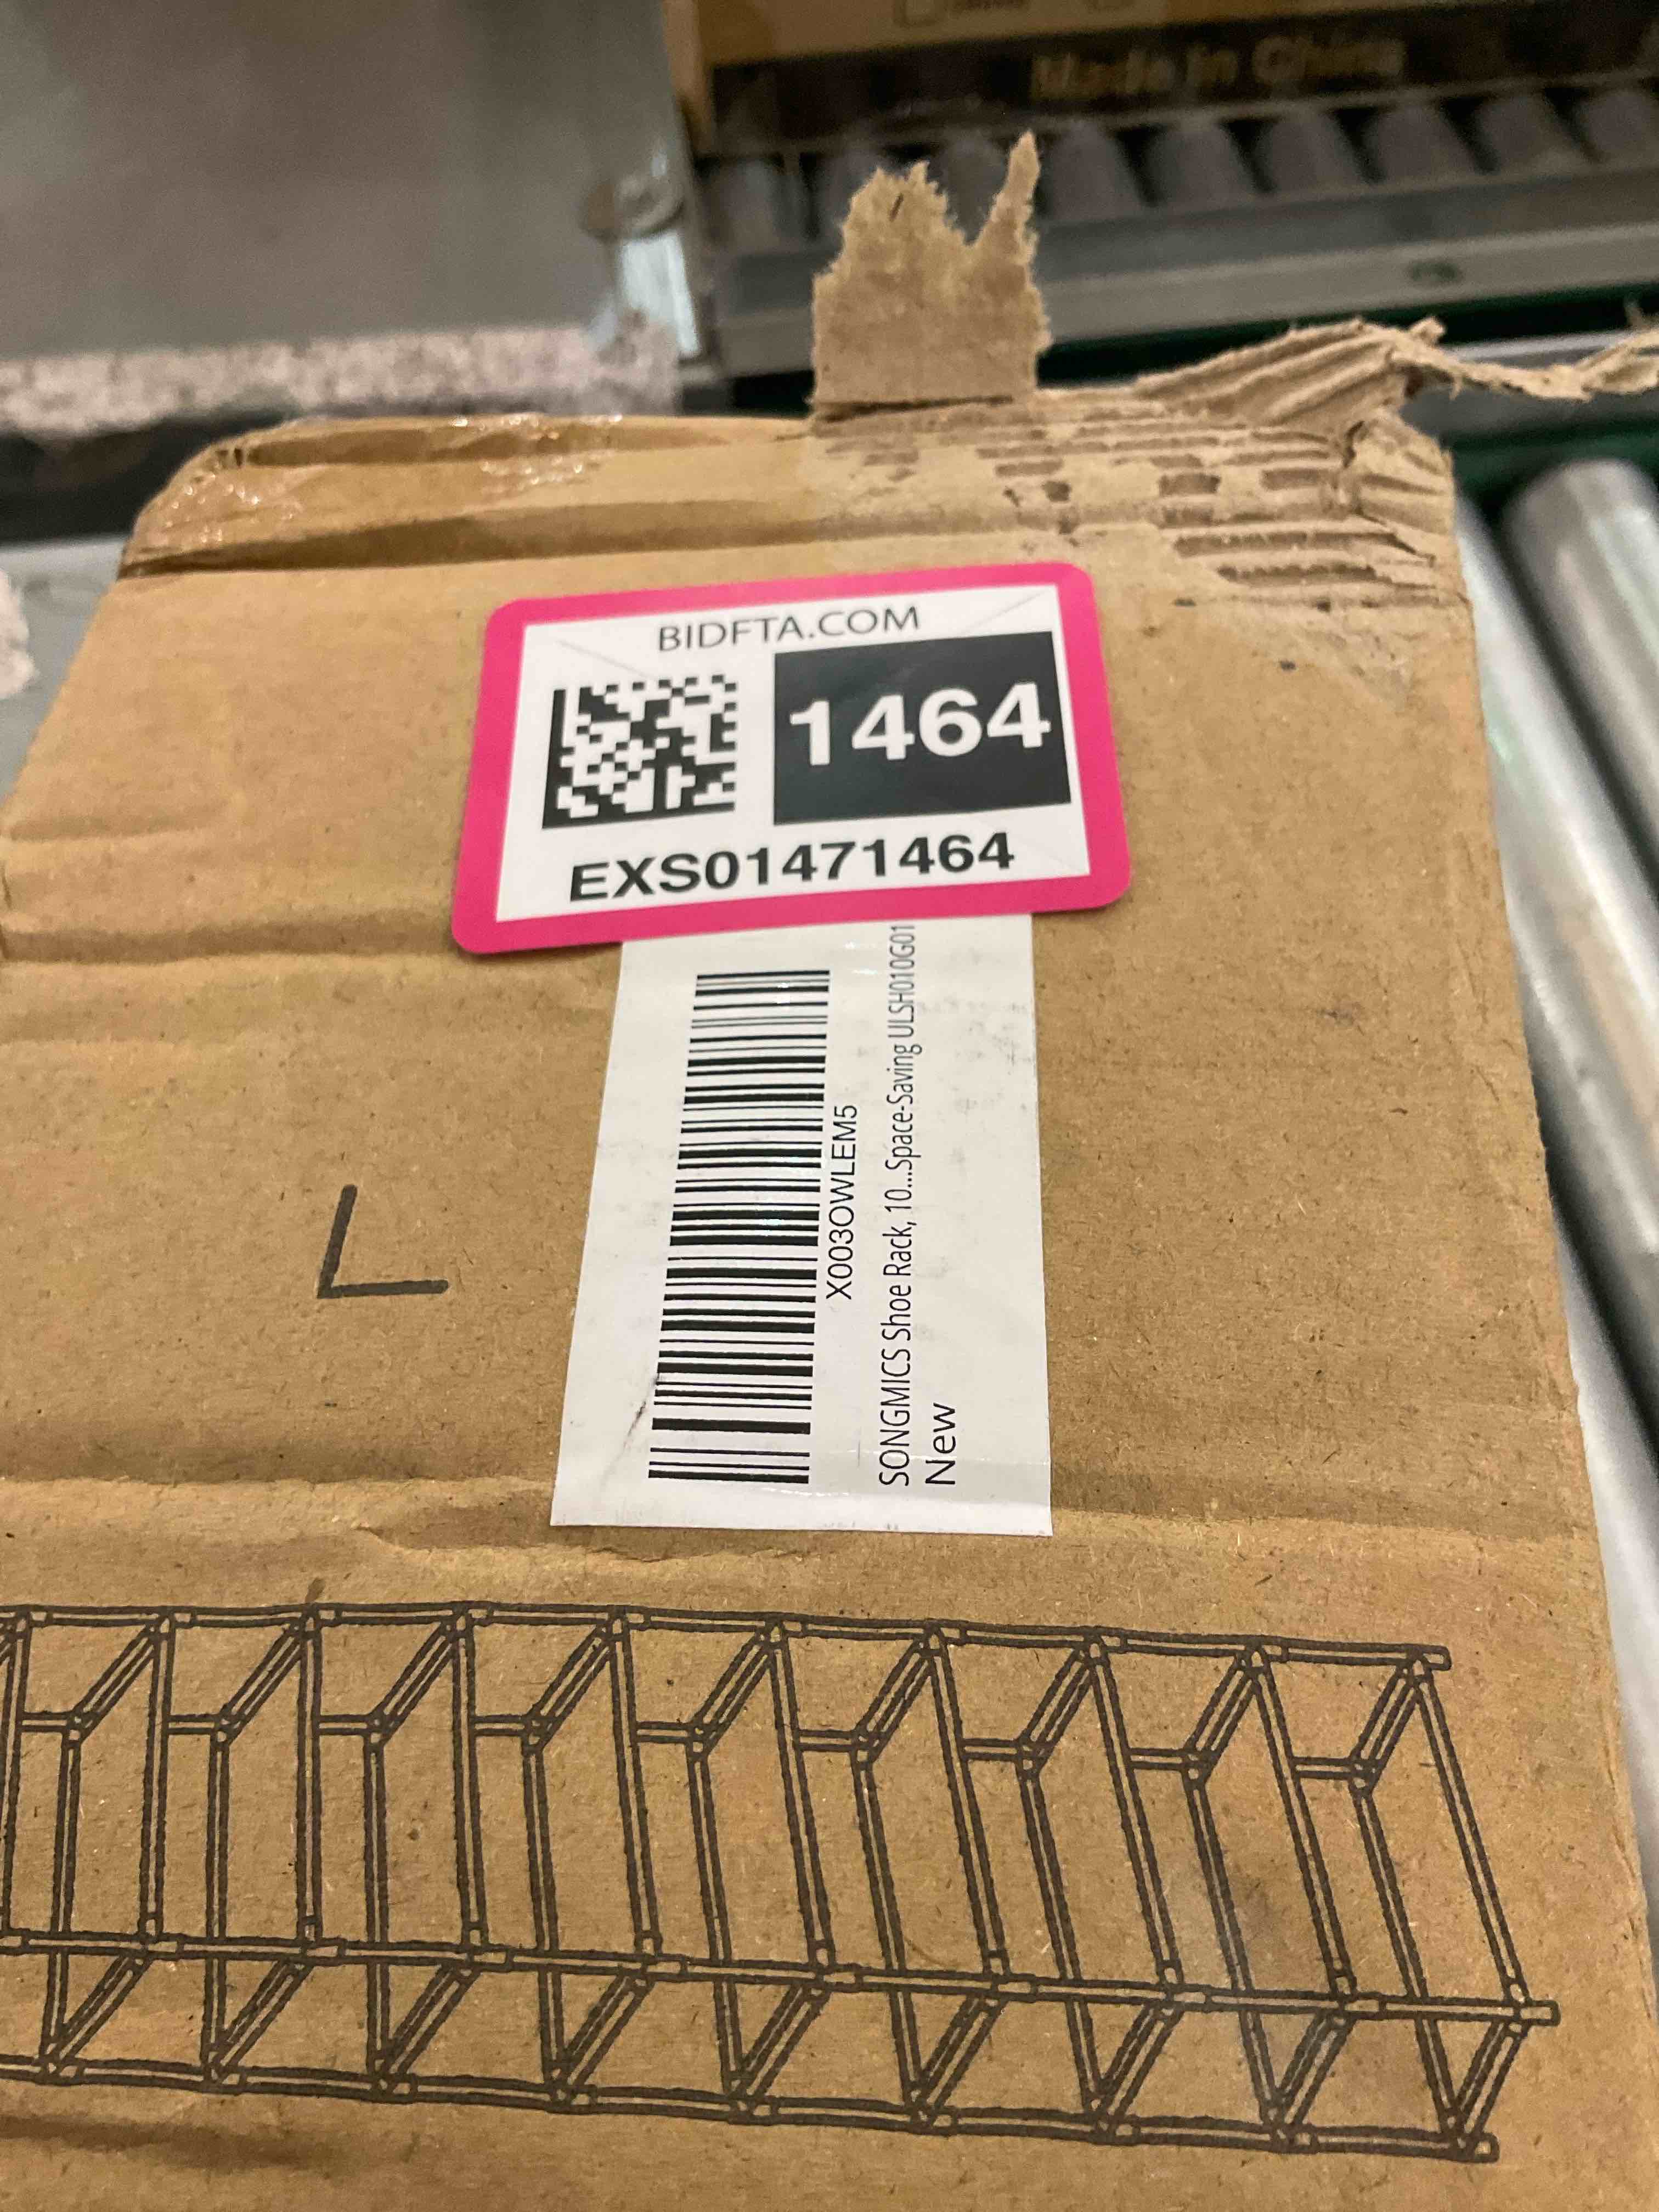 Made in China
BIDFTA.COM
1464
EXS01471464
X003OWLEM5
SONGMICS Shoe Rack, 10...Space-Saving ULSH010G01
New
L